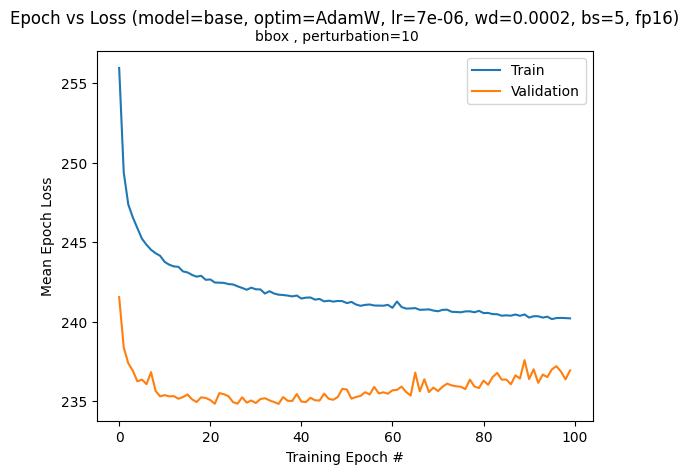 Epoch vs Loss (model=base, optim=AdamW, lr=7e-06, wd=0.0002, bs=5, fp16)
bbox , perturbation=10
Train
Validation
255
250
245
240
235
Mean Epoch Loss
0 20 40 60 80 100
Training Epoch #